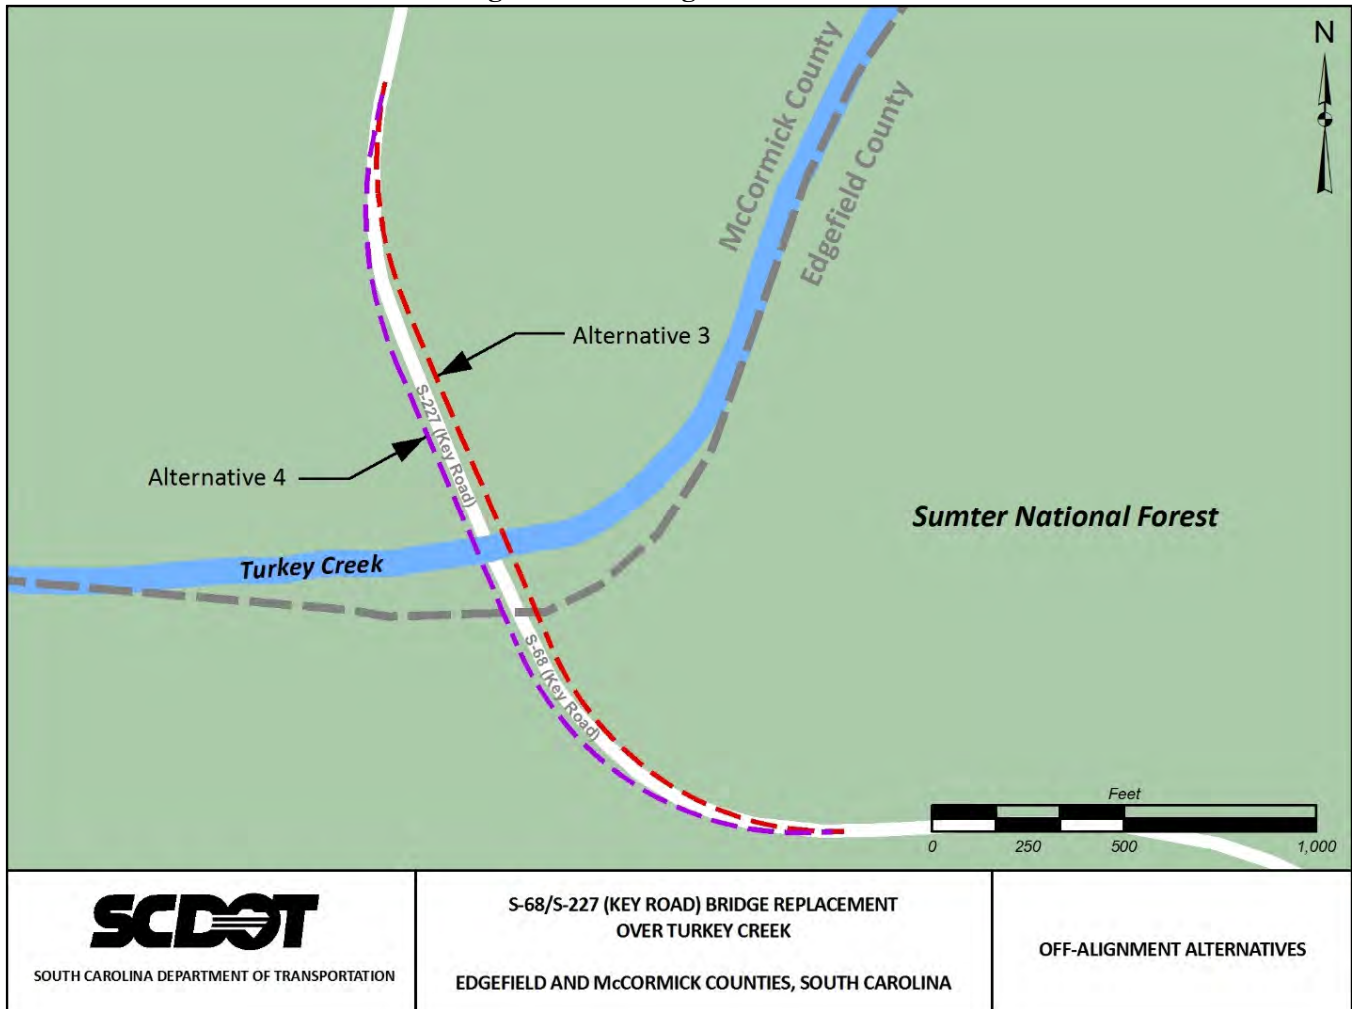 N
McCormick County
Edgefield County
Alternative 3
S-227 (Key Road)
Alternative 4
Sumter National Forest
Turkey Creek
S-68 (Key Road)
Feet
0 250 500 1,000
SCDOT
SOUTH CAROLINA DEPARTMENT OF TRANSPORTATION
S-68/S-227 (KEY ROAD) BRIDGE REPLACEMENT
OVER TURKEY CREEK
EDGEFIELD AND McCORMICK COUNTIES, SOUTH CAROLINA
OFF-ALIGNMENT ALTERNATIVES